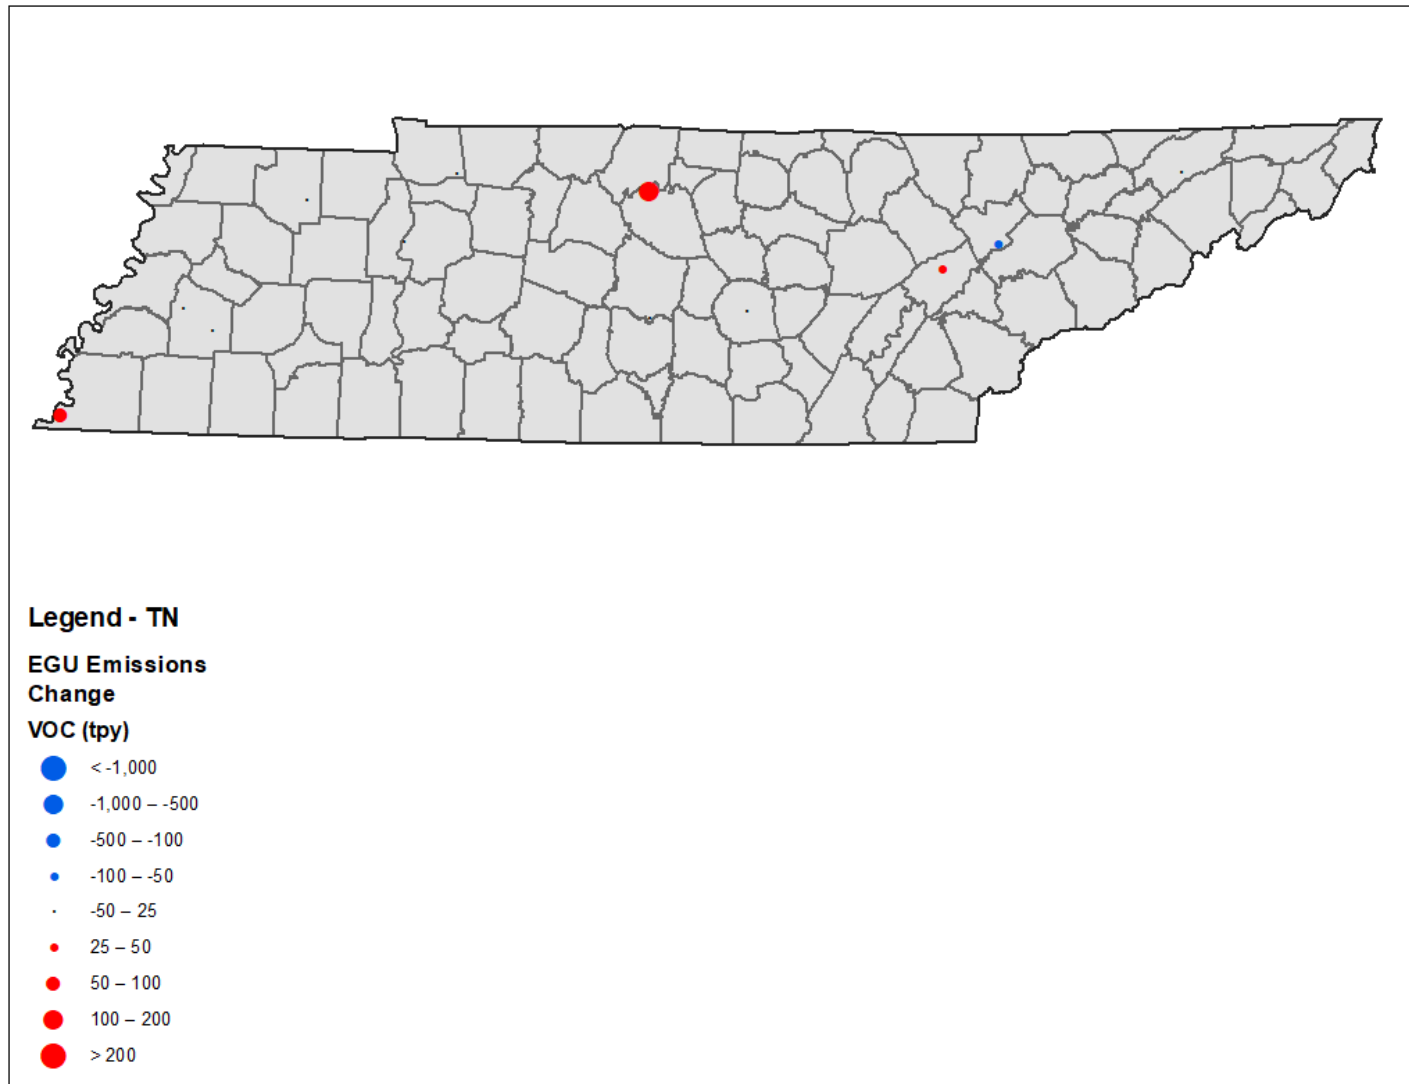 Legend - TN
EGU Emissions
Change
VOC (tpy)
< -1,000
-1,000 – -500
-500 – -100
-100 – -50
-50 – 25
25 – 50
50 – 100
100 – 200
> 200